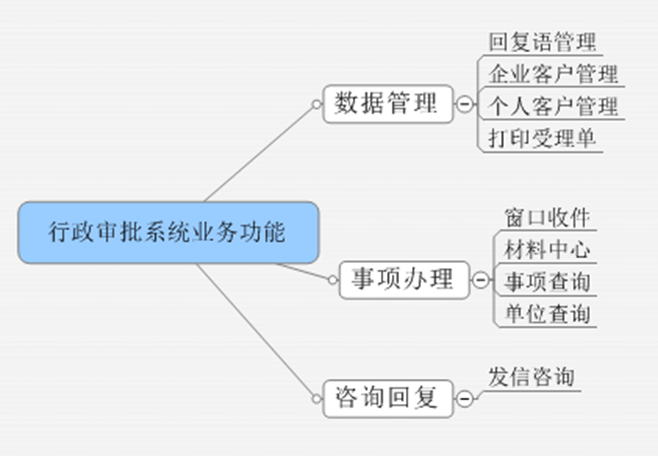 行政审批系统业务功能
数据管理
回复语管理
企业客户管理
个人客户管理
打印受理单
事项办理
窗口收件
材料中心
事项查询
单位查询
咨询回复
发信咨询